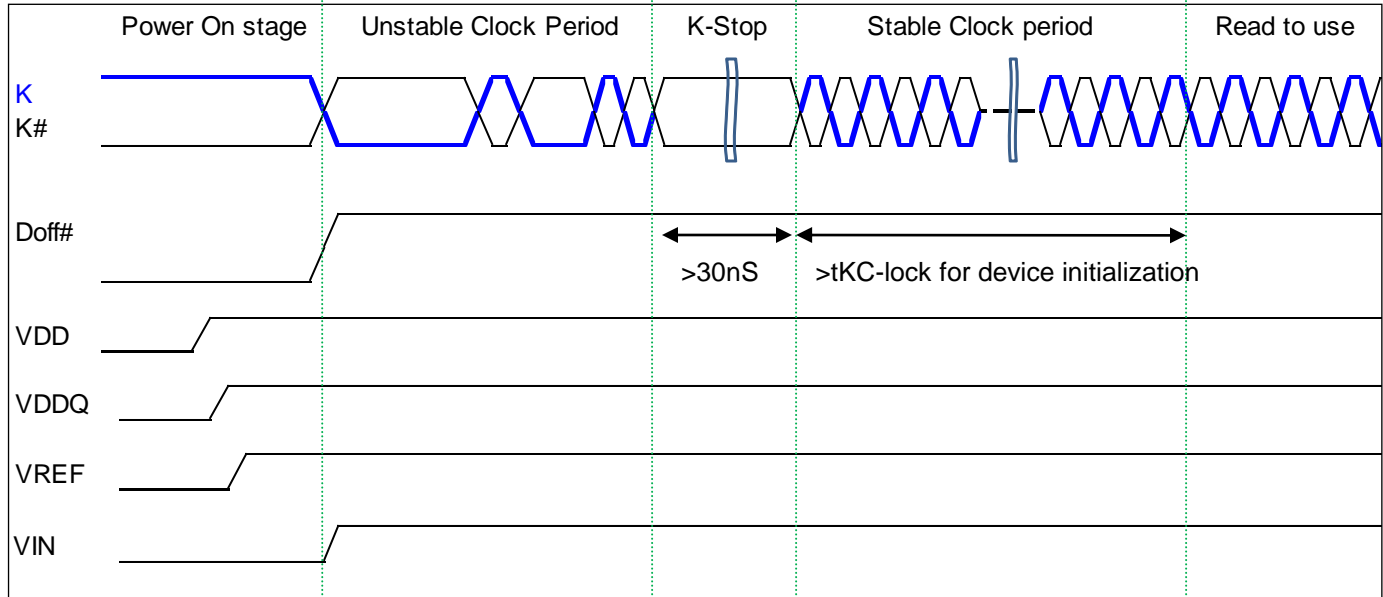 Power On stage Unstable Clock Period K-Stop Stable Clock period Read to use
K
K#
Doff#
>30nS >tKC-lock for device initialization
VDD
VDDQ
VREF
VIN